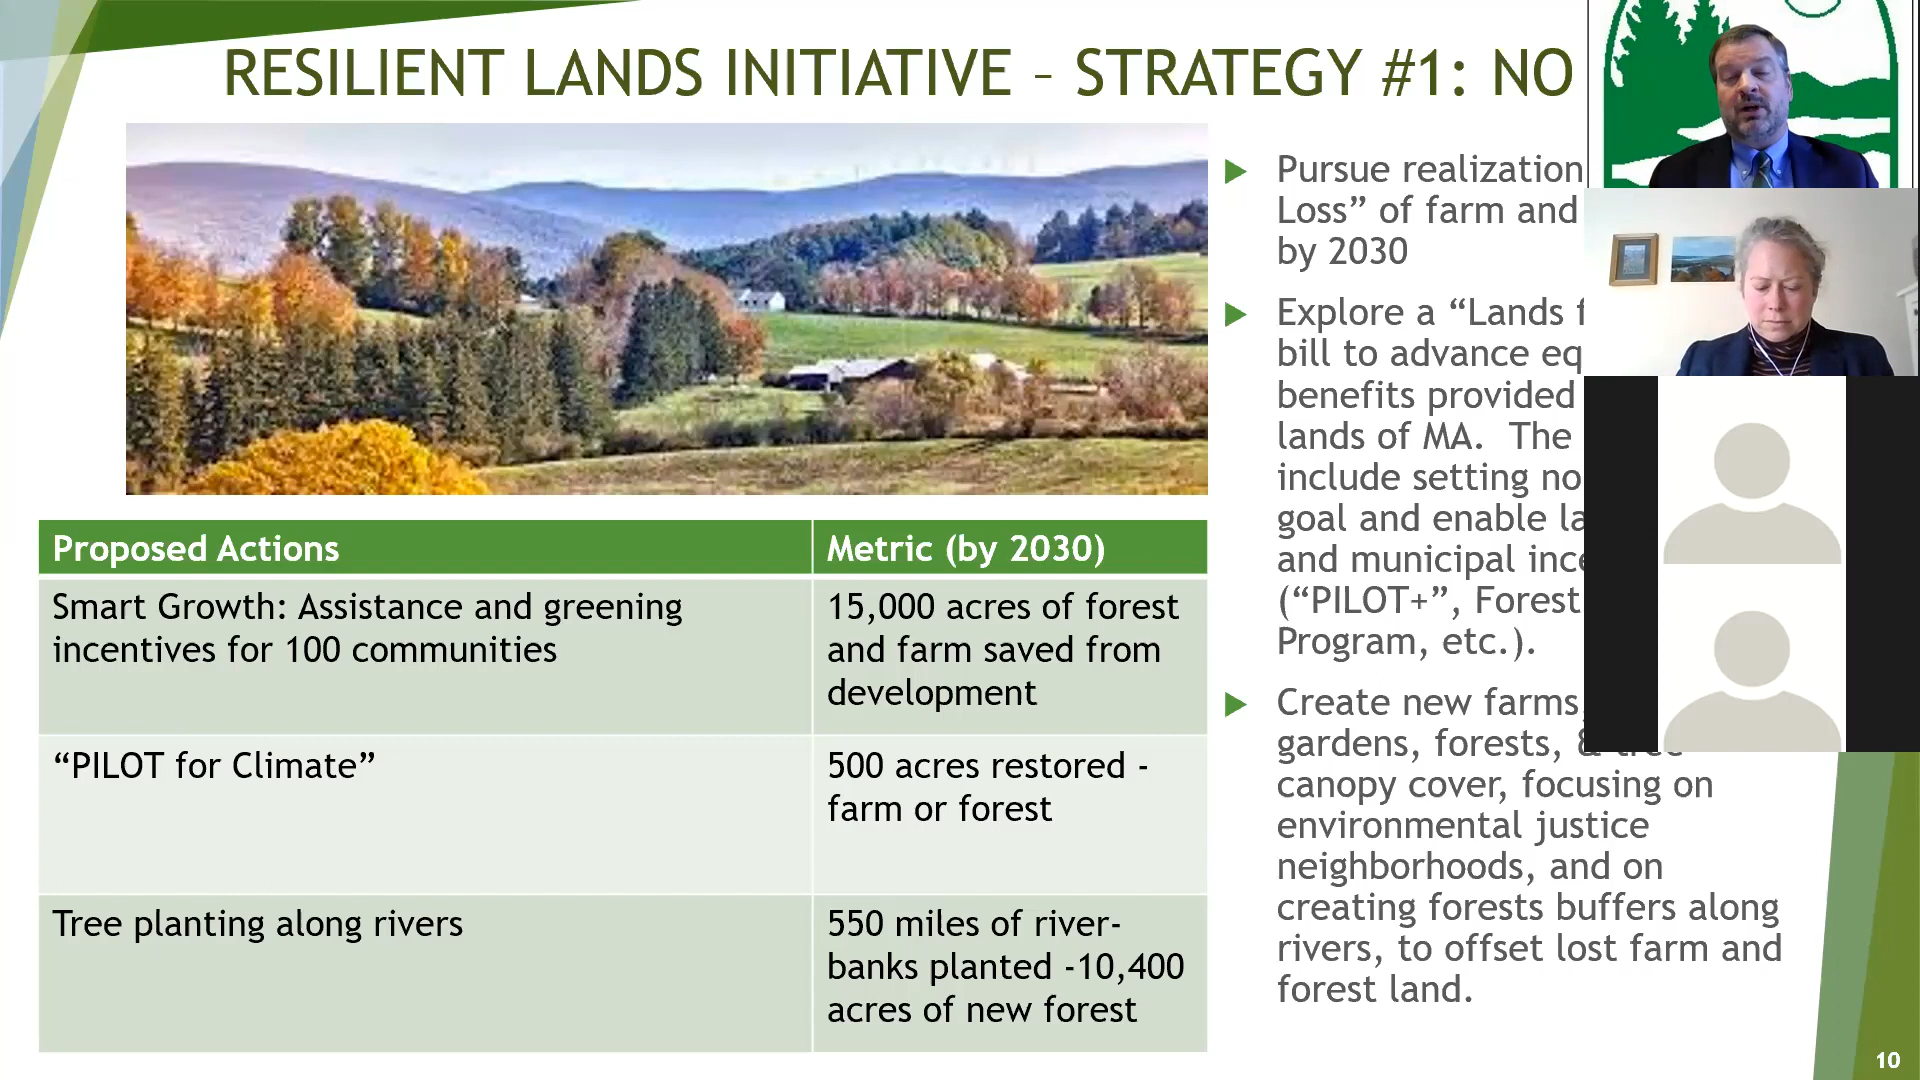 RESILIENT LANDS INITIATIVE – STRATEGY #1: NO
Pursue realization
Loss” of farm and
by 2030
Explore a “Lands
bill to advance
benefits provided
lands of MA. The
include setting no
goal and enable
and municipal
(“PILOT+”, Forest
Program, etc.).
Create new farms,
gardens, forests, & tree
canopy cover, focusing on
environmental justice
neighborhoods, and on
creating forests buffers along
rivers, to offset lost farm and
forest land.
Proposed Actions
Metric (by 2030)
Smart Growth: Assistance and greening
incentives for 100 communities
15,000 acres of forest
and farm saved from
development
“PILOT for Climate”
500 acres restored -
farm or forest
Tree planting along rivers
550 miles of river-
banks planted -10,400
acres of new forest
10